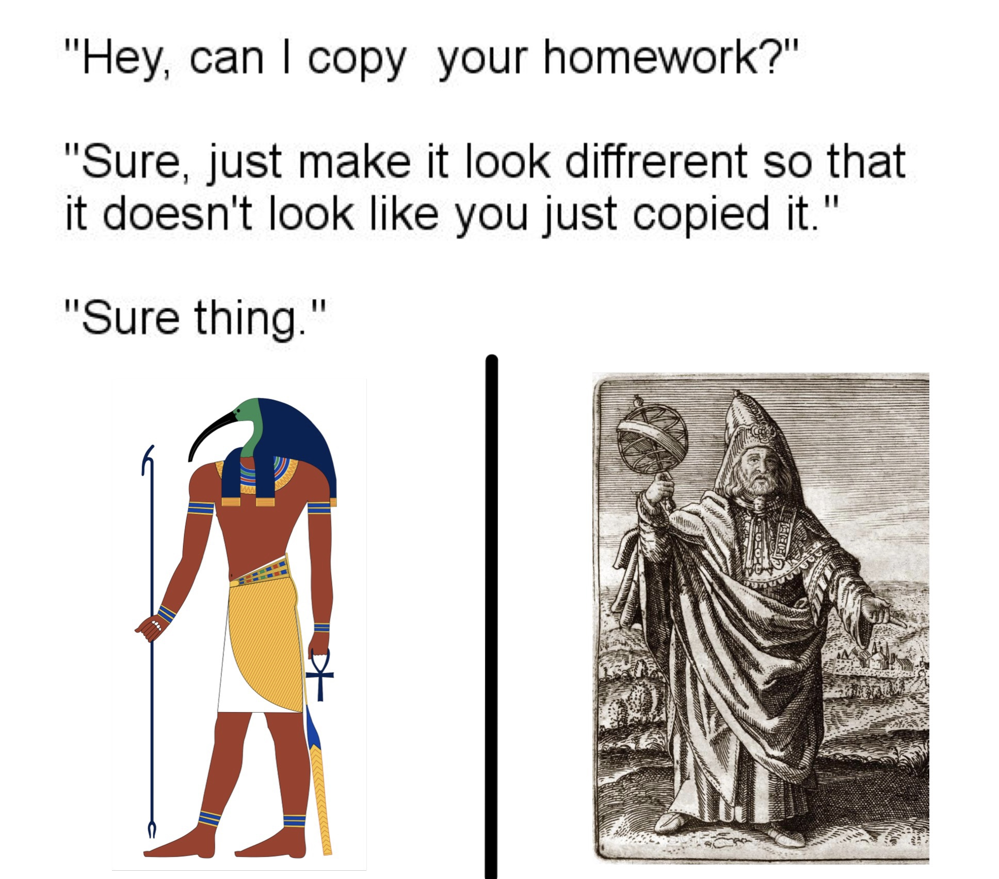 "Hey, can I copy  your homework?"
"Sure, just make it look diffrerent so that
it doesn't look like you just copied it."
"Sure thing."